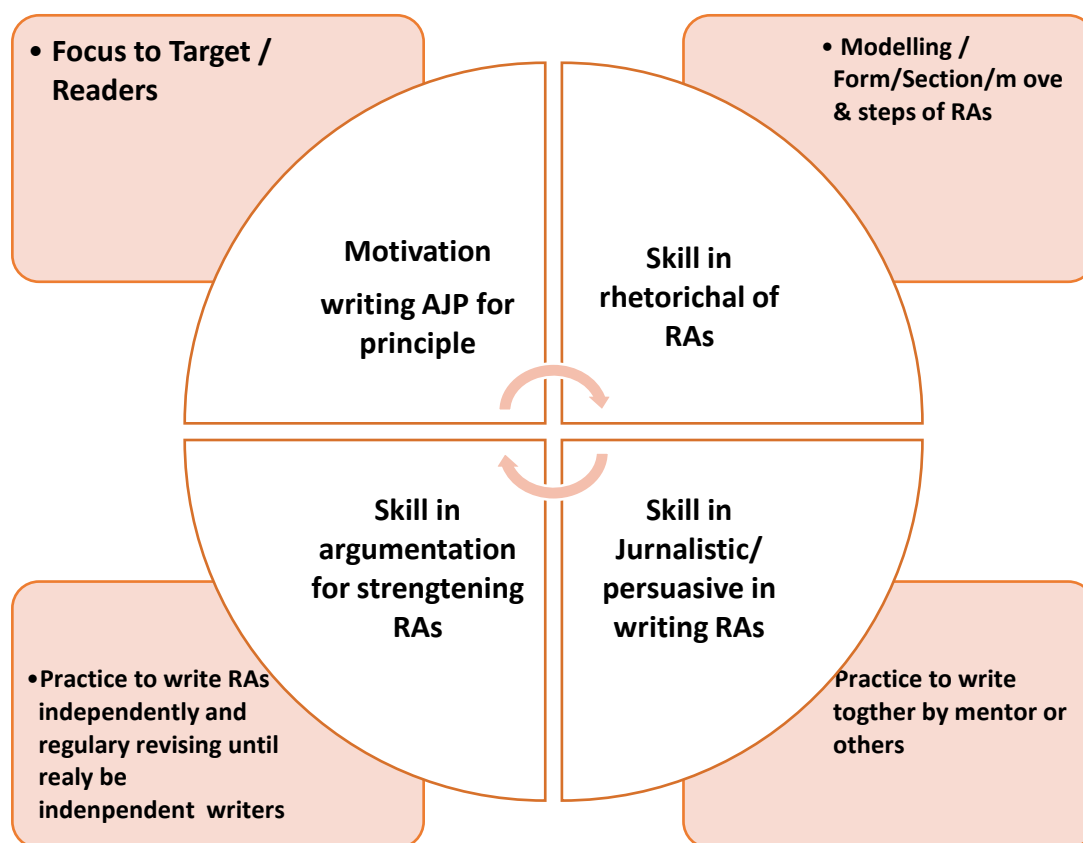 • Focus to Target /
Readers
• Modelling /
Form/Section/m ove
& steps of RAs
Motivation
writing AJP for
principle
Skill in
rhetorichal of
RAs
Skill in
argumentation
for strengtening
RAs
Skill in
Jurnalistic/
persuasive in
writing RAs
•Practice to write RAs
independently and
regulary revising until
realy be
indenpendent writers
Practice to write
togther by mentor or
others